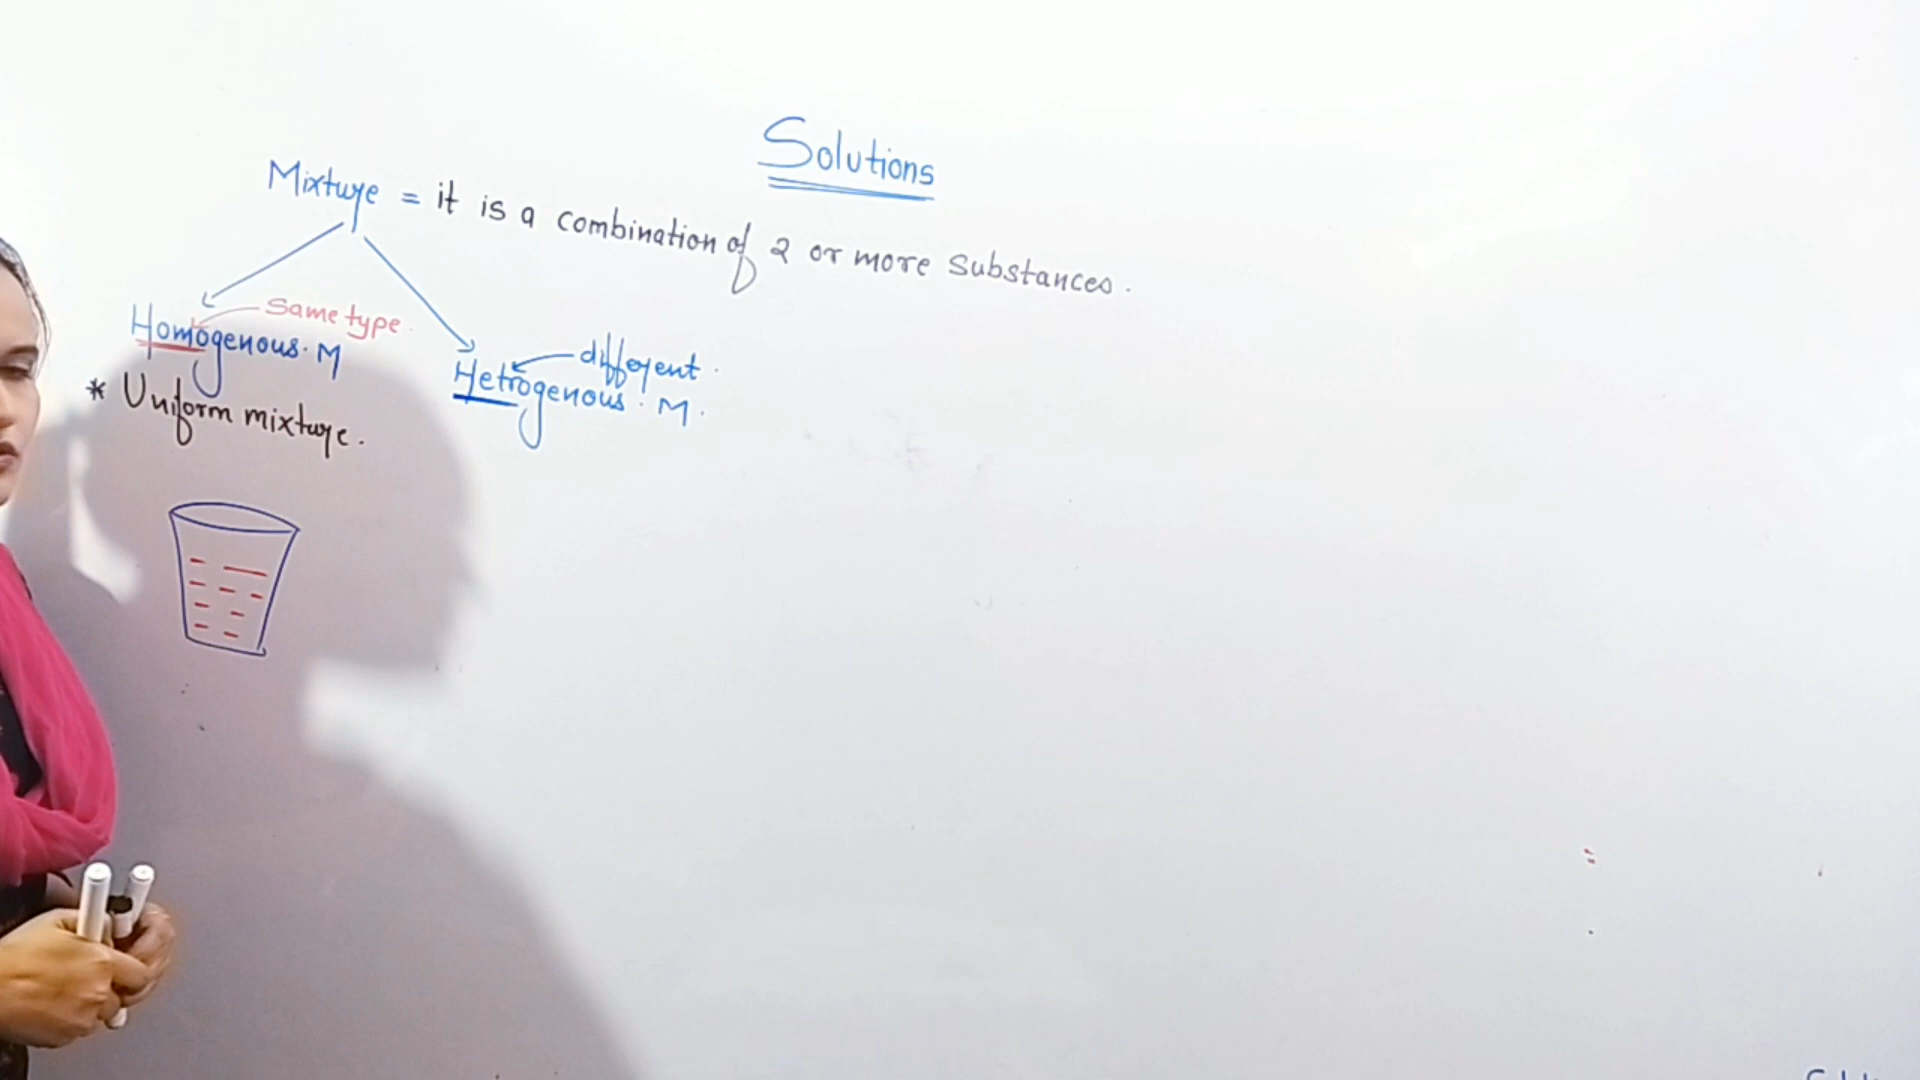 Solutions
Mixture = it is a combination of 2 or more substances.
Same type.
Homogenous. M
different.
Hetrogenous. M.
* Uniform mixture.